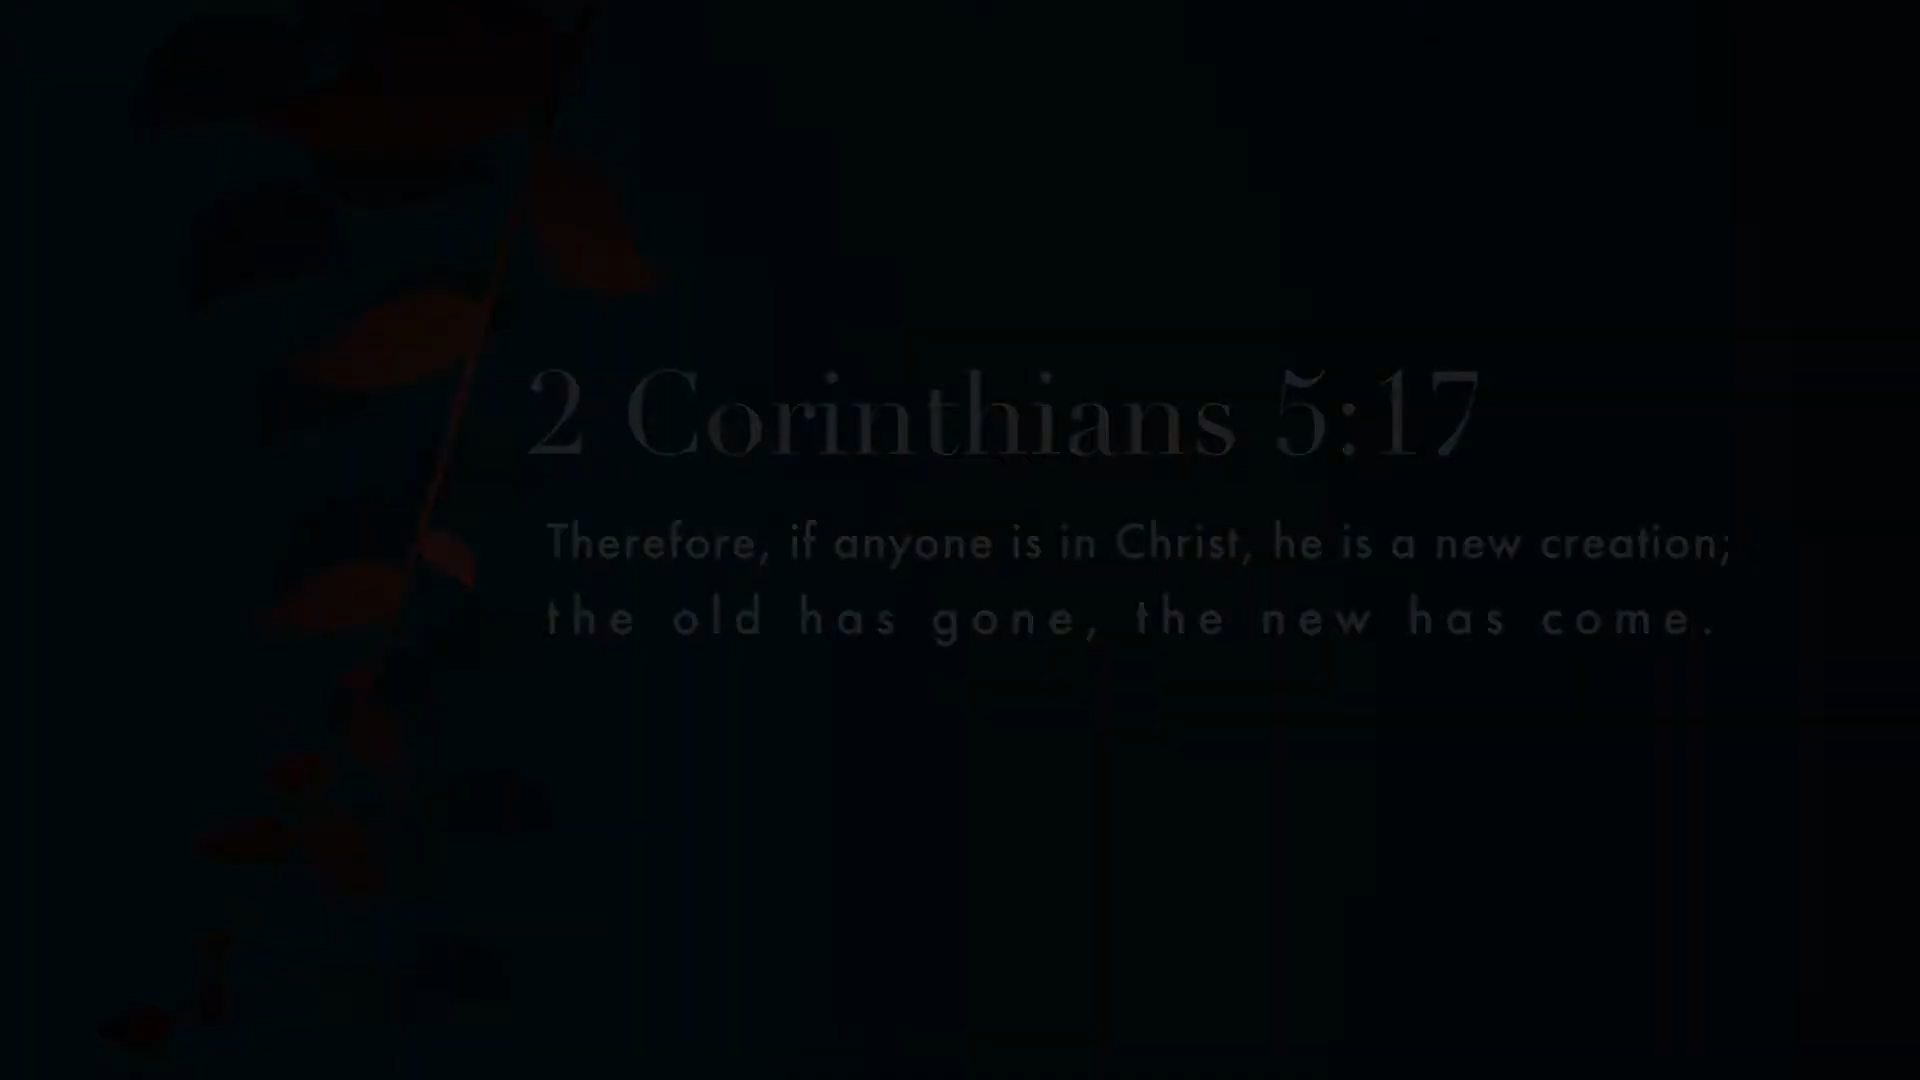 2 Corinthians 5:17
Therefore, if anyone is in Christ, he is a new creation;
the old has gone, the new has come.